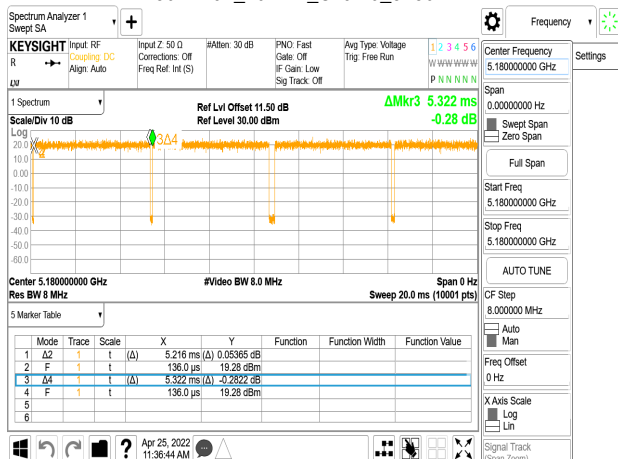 Spectrum Analyzer 1
Swept SA
Frequency
KEYSIGHT
R
LNI
Input: RF
Coupling: DC
Align: Auto
Input Z: 50 Ω
Corrections: Off
Freq Ref: Int (S)
#Atten: 30 dB
PNO: Fast
Gate: Off
IF Gain: Low
Sig Track: Off
Avg Type: Voltage
Trig: Free Run
1 2 3 4 5 6
W W W W W W
P N N N N N
1 Spectrum
Scale/Div 10 dB
Ref Lvl Offset 11.50 dB
Ref Level 30.00 dBm
ΔMkr3 5.322 ms
-0.28 dB
Log
20.0
10.0
0.00
-10.0
-20.0
-30.0
-40.0
-50.0
-60.0
3Δ4
Center 5.180000000 GHz
Res BW 8 MHz
#Video BW 8.0 MHz
Span 0 Hz
Sweep 20.0 ms (10001 pts)
5 Marker Table
Mode Trace Scale X Y Function Function Width Function Value
1 Δ2 1 t (Δ) 5.216 ms (Δ) 0.05365 dB
2 F 1 t 136.0 µs 19.28 dBm
3 Δ4 1 t (Δ) 5.322 ms (Δ) -0.2822 dB
4 F 1 t 136.0 µs 19.28 dBm
5
6
?
Apr 25, 2022
11:36:44 AM
Center Frequency
5.180000000 GHz
Settings
Span
0.00000000 Hz
Swept Span
Zero Span
Full Span
Start Freq
5.180000000 GHz
Stop Freq
5.180000000 GHz
AUTO TUNE
CF Step
8.000000 MHz
Auto
Man
Freq Offset
0 Hz
X Axis Scale
Log
Lin
Signal Track
(Span Zoom)